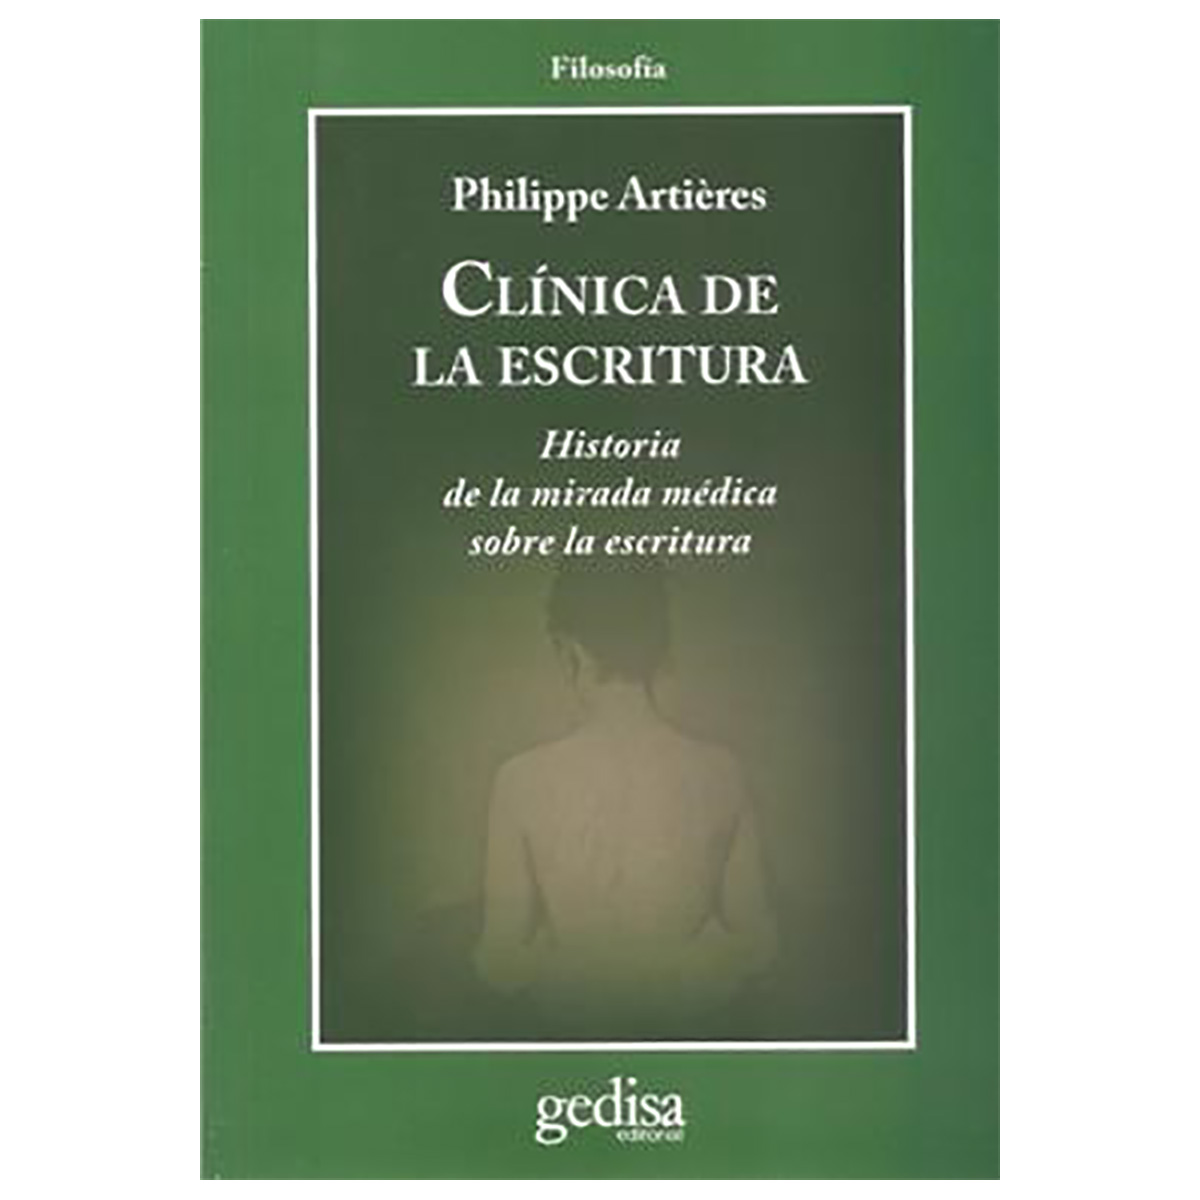 Filosofía
Philippe Artières
CLÍNICA DE
LA ESCRITURA
Historia
de la mirada médica
sobre la escritura
gedisa
editorial